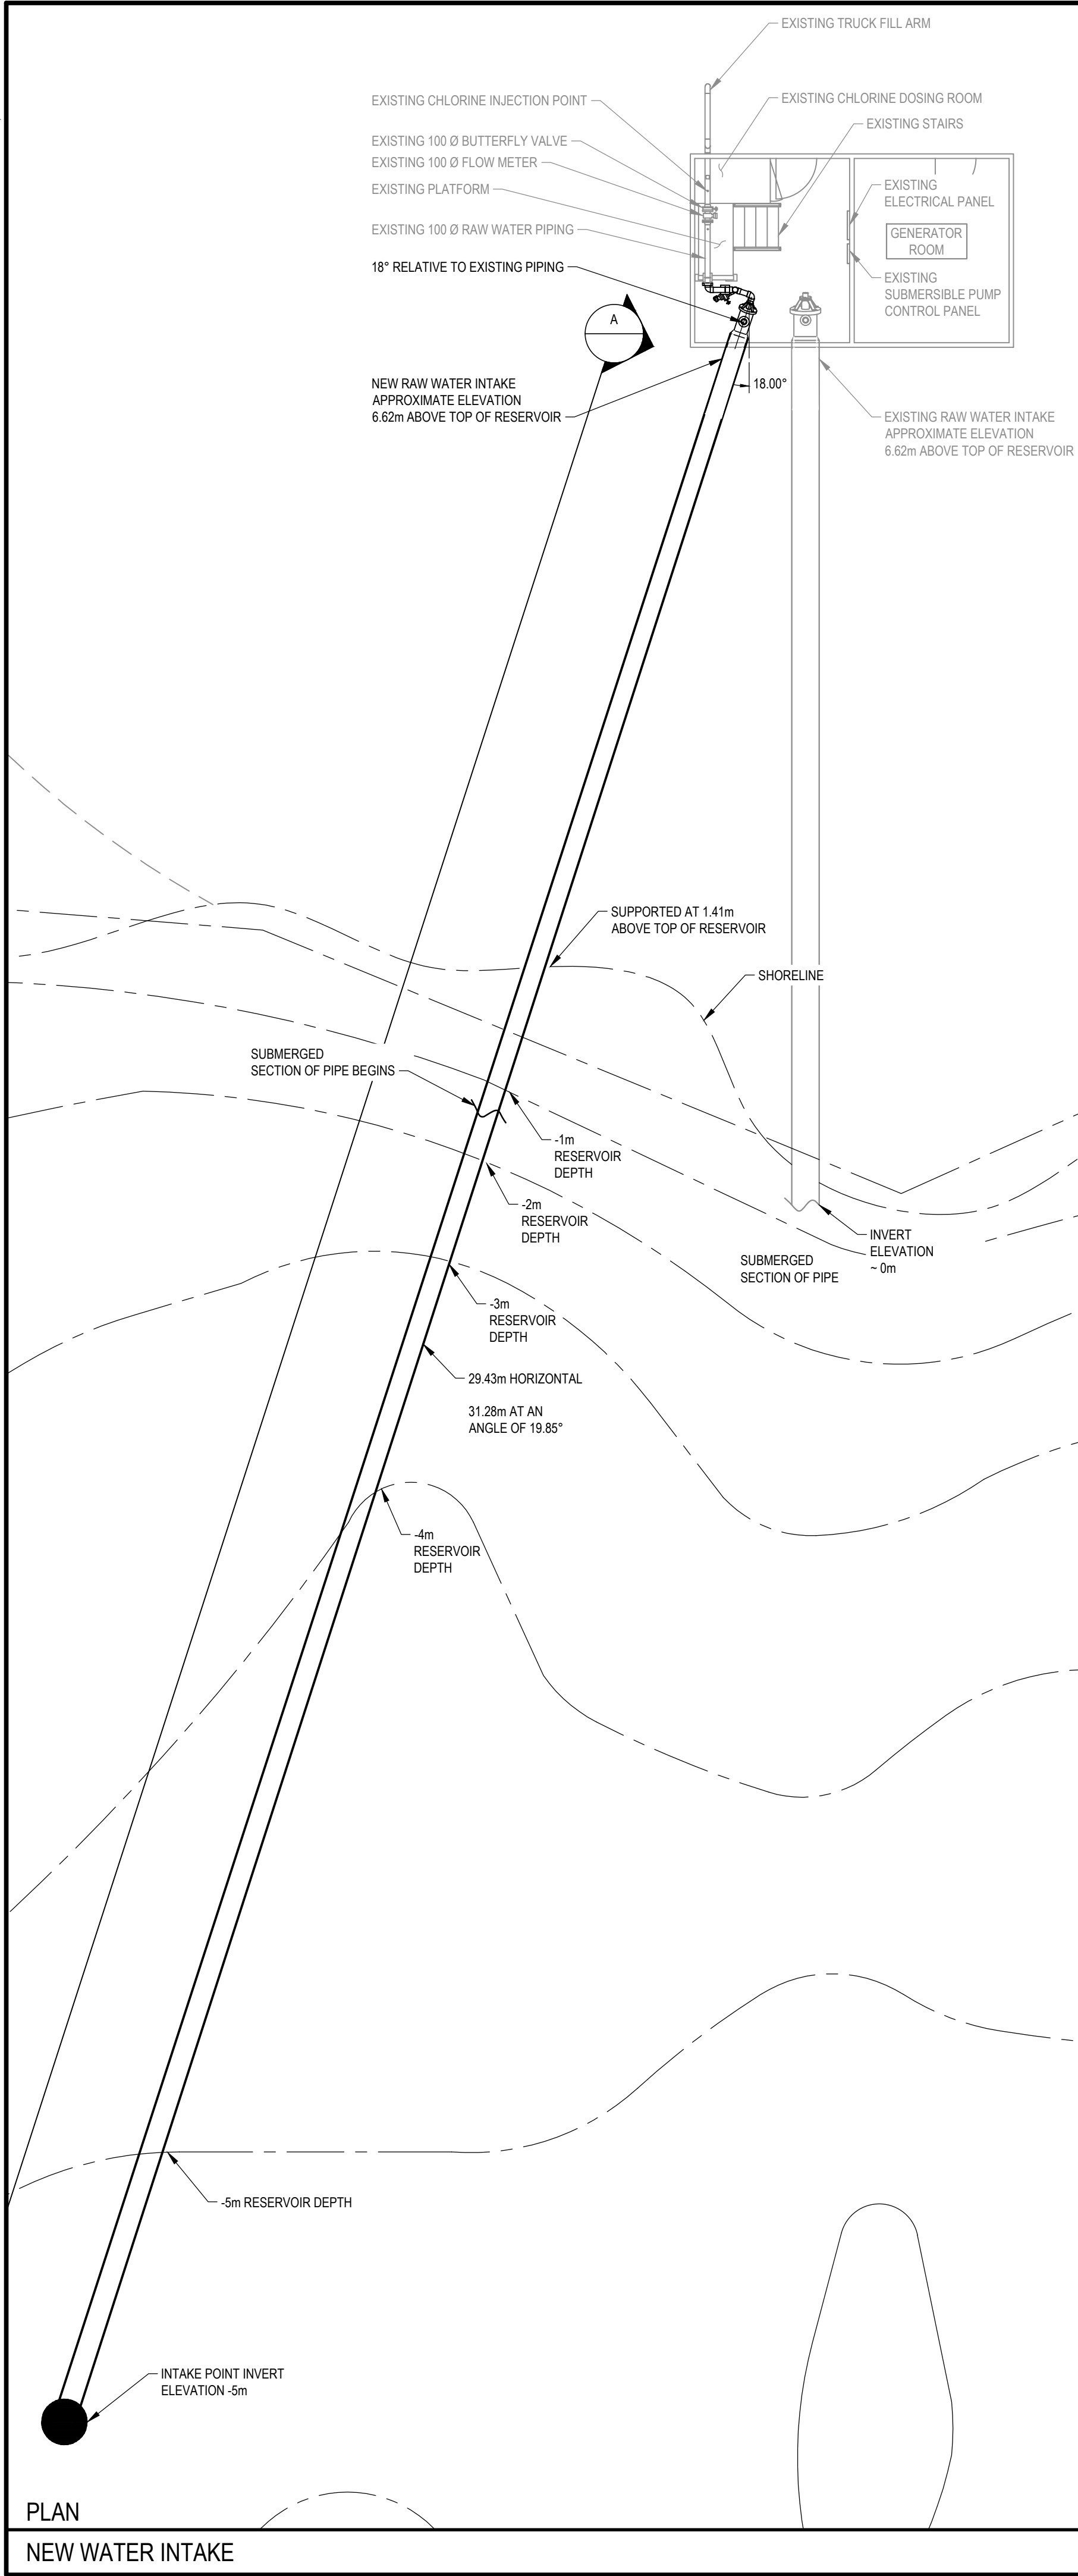 EXISTING TRUCK FILL ARM
EXISTING CHLORINE INJECTION POINT
EXISTING CHLORINE DOSING ROOM
EXISTING STAIRS
EXISTING 100 Ø BUTTERFLY VALVE
EXISTING 100 Ø FLOW METER
EXISTING PLATFORM
EXISTING
ELECTRICAL PANEL
EXISTING 100 Ø RAW WATER PIPING
GENERATOR
ROOM
18° RELATIVE TO EXISTING PIPING
EXISTING
SUBMERSIBLE PUMP
CONTROL PANEL
A
NEW RAW WATER INTAKE
APPROXIMATE ELEVATION
6.62m ABOVE TOP OF RESERVOIR
18.00°
EXISTING RAW WATER INTAKE
APPROXIMATE ELEVATION
6.62m ABOVE TOP OF RESERVOIR
SUPPORTED AT 1.41m
ABOVE TOP OF RESERVOIR
SHORELINE
SUBMERGED
SECTION OF PIPE BEGINS
-1m
RESERVOIR
DEPTH
-2m
RESERVOIR
DEPTH
INVERT
ELEVATION
~ 0m
SUBMERGED
SECTION OF PIPE
-3m
RESERVOIR
DEPTH
29.43m HORIZONTAL
31.28m AT AN
ANGLE OF 19.85°
-4m
RESERVOIR
DEPTH
-5m RESERVOIR DEPTH
INTAKE POINT INVERT
ELEVATION -5m
PLAN
NEW WATER INTAKE